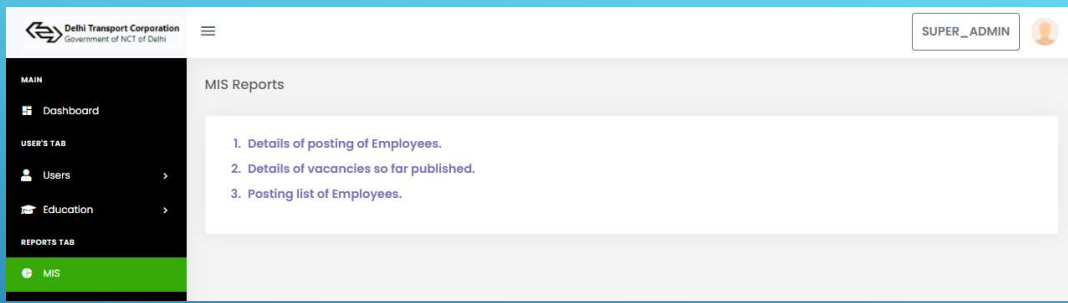 Delhi Transport Corporation
Government of NCT of Delhi
SUPER_ADMIN
MAIN
Dashboard
USER'S TAB
Users
Education
REPORTS TAB
MIS
MIS Reports
1. Details of posting of Employees.
2. Details of vacancies so far published.
3. Posting list of Employees.